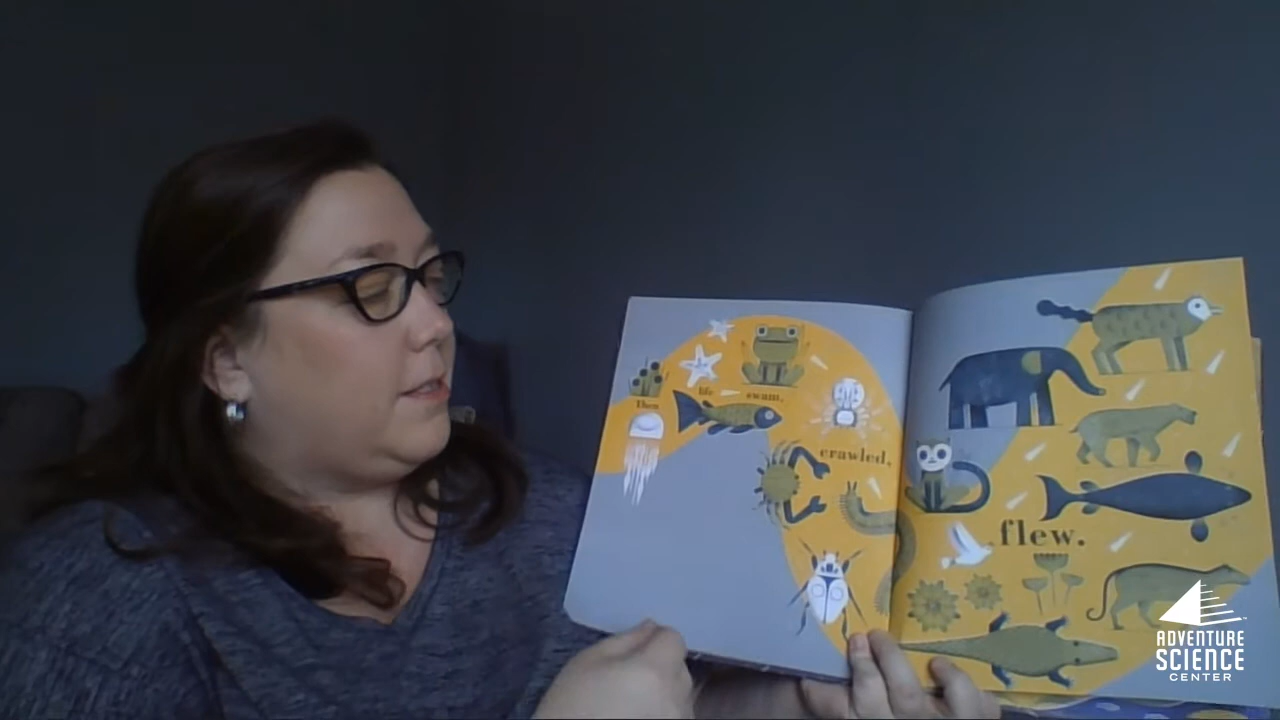 Then
life swam,
crawled,
flew.
ADVENTURE
SCIENCE
CENTER